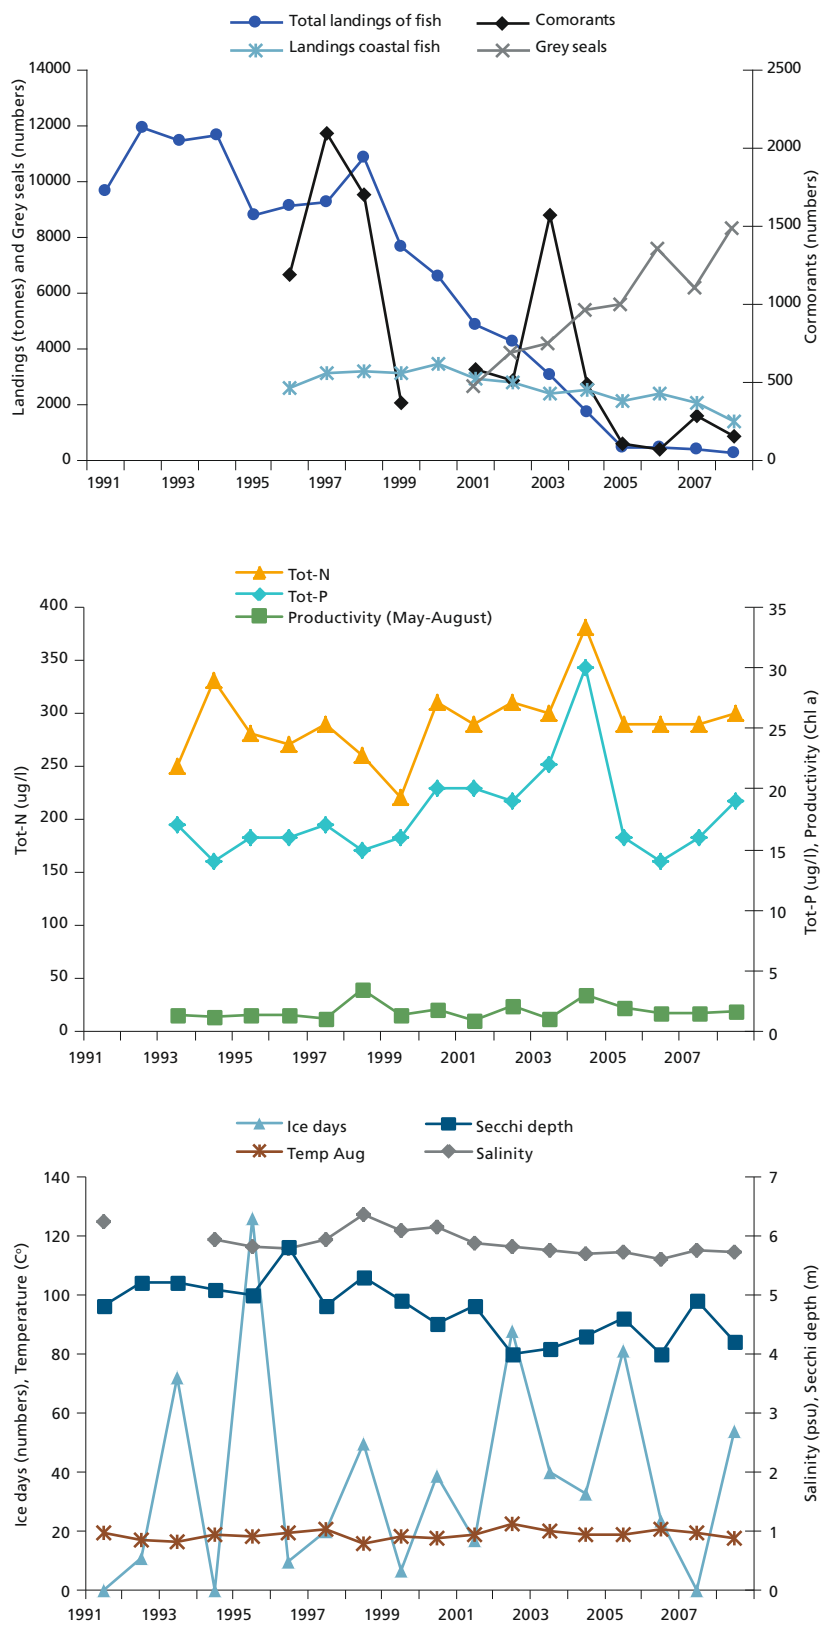 Total landings of fish
Comorants
Landings coastal fish
Grey seals
Landings (tonnes) and Grey seals (numbers)
14000
12000
10000
8000
6000
4000
2000
0
2500
2000
1500
1000
500
0
Cormorants (numbers)
1991 1993 1995 1997 1999 2001 2003 2005 2007
Tot-N
Tot-P
Productivity (May-August)
Tot-N (ug/l)
400
350
300
250
200
150
100
50
0
35
30
25
20
15
10
5
0
Tot-P (ug/l), Productivity (Chl a)
1991 1993 1995 1997 1999 2001 2003 2005 2007
Ice days
Secchi depth
Temp Aug
Salinity
Ice days (numbers), Temperature (C°)
140
120
100
80
60
40
20
0
7
6
5
4
3
2
1
0
Salinity (psu), Secchi depth (m)
1991 1993 1995 1997 1999 2001 2003 2005 2007